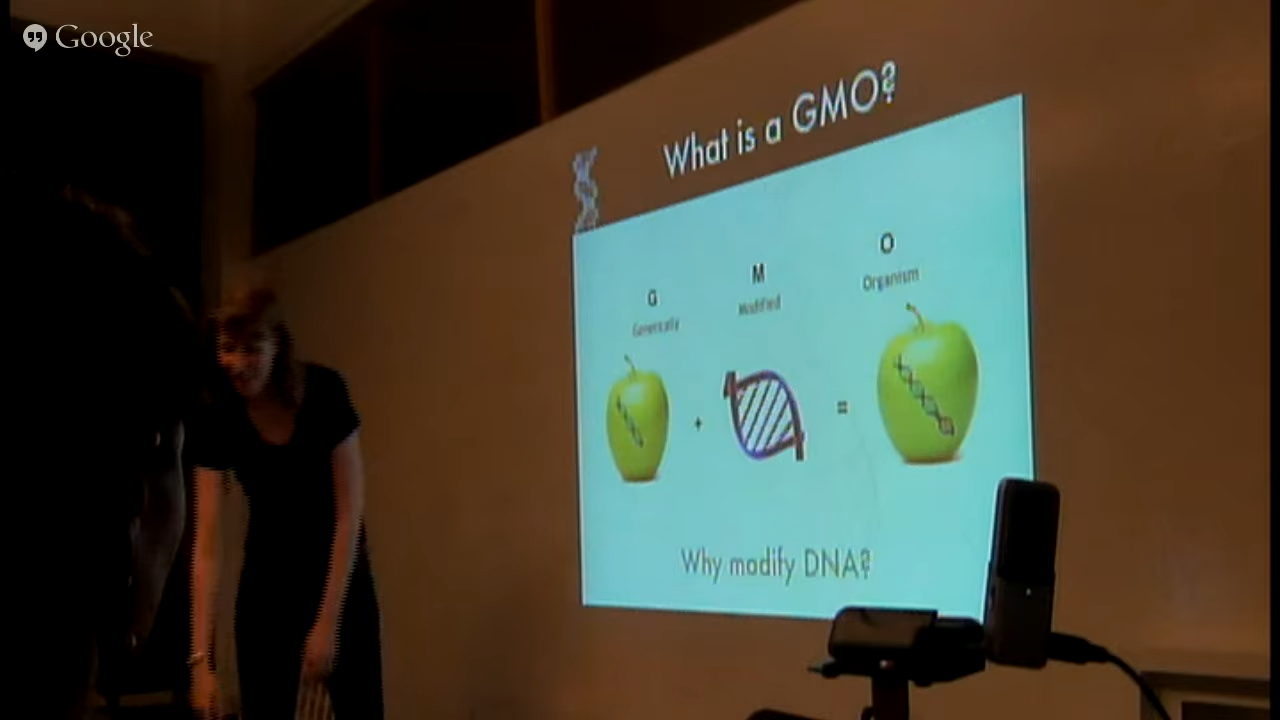 Google
What is a GMO?
G
Genetically
M
Modified
O
Organism
+
=
Why modify DNA?